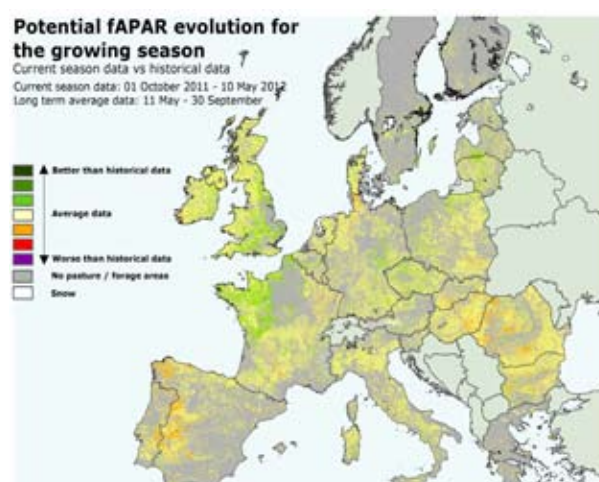 Potential fAPAR evolution for
the growing season
Current season data vs historical data
Current season data: 01 October 2011 - 10 May 2012
Long term average data: 11 May - 30 September
Better than historical data
Average data
Worse than historical data
No pasture / forage areas
Snow